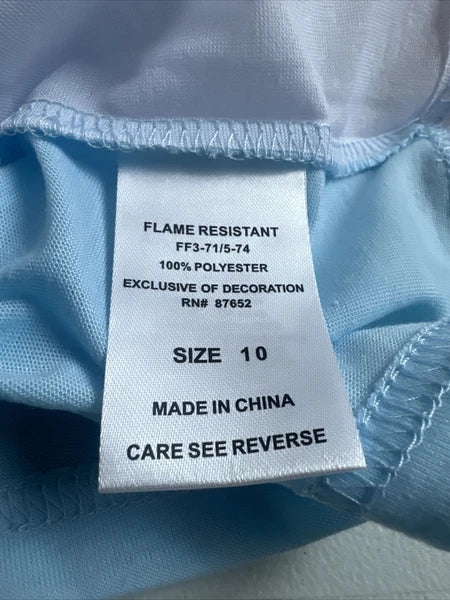 FLAME RESISTANT
FF3-71/5-74
100% POLYESTER
EXCLUSIVE OF DECORATION
RN# 87652
SIZE 10
MADE IN CHINA
CARE SEE REVERSE